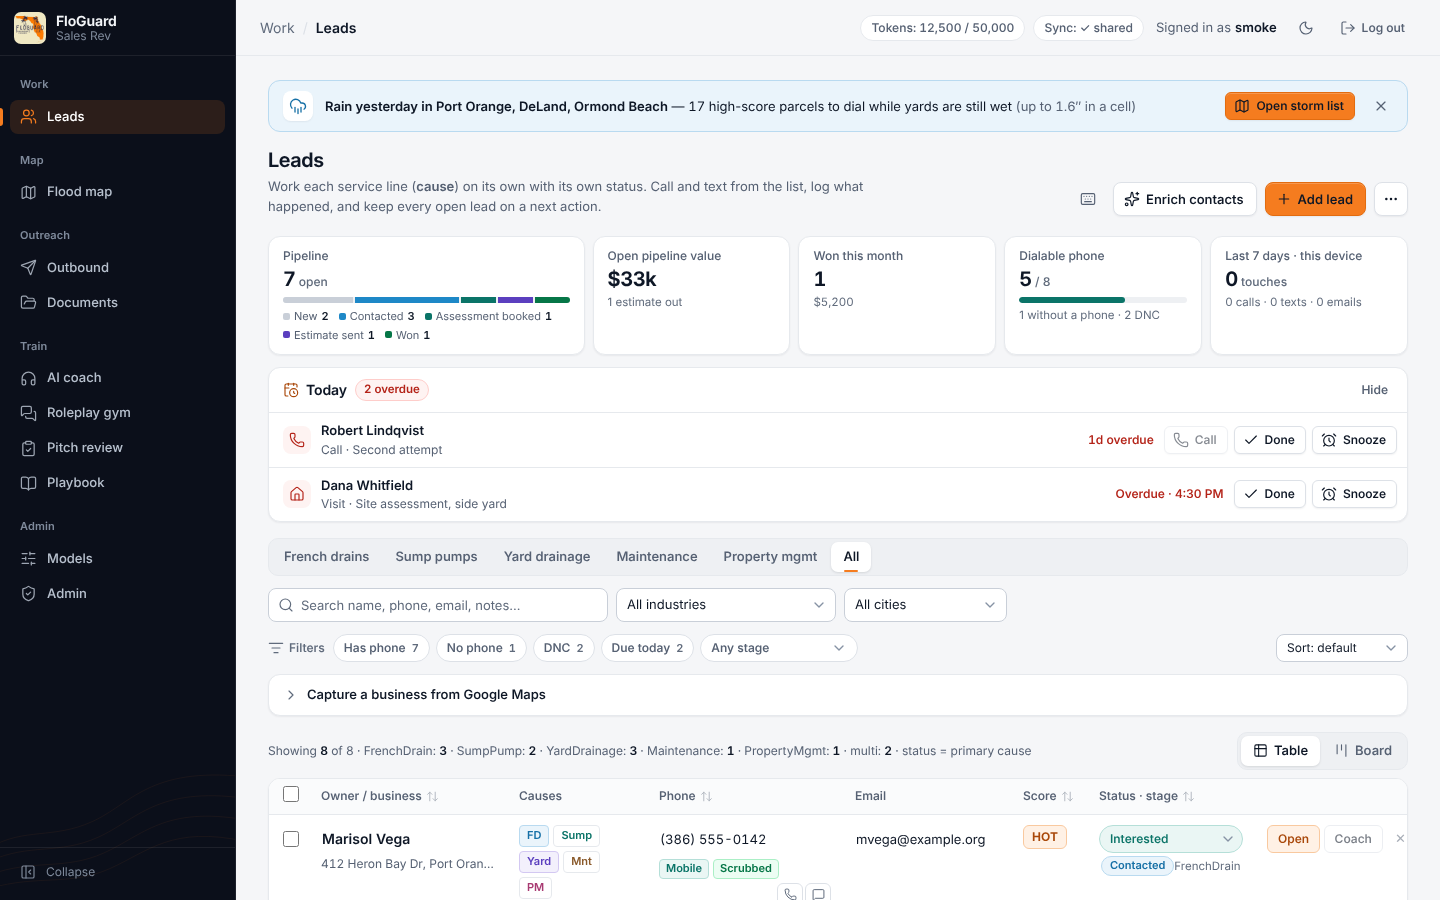 FloGuard
Sales Rev
Work
Leads
Map
Flood map
Outreach
Outbound
Documents
Train
AI coach
Roleplay gym
Pitch review
Playbook
Admin
Models
Admin
Collapse
Work / Leads
Tokens: 12,500 / 50,000
Sync: ✓ shared
Signed in as smoke
Log out
Rain yesterday in Port Orange, DeLand, Ormond Beach — 17 high-score parcels to dial while yards are still wet (up to 1.6″ in a cell)
Open storm list
Leads
Work each service line (cause) on its own with its own status. Call and text from the list, log what
happened, and keep every open lead on a next action.
Enrich contacts
Add lead
Pipeline
7 open
New 2 Contacted 3 Assessment booked 1
Estimate sent 1 Won 1
Open pipeline value
$33k
1 estimate out
Won this month
1
$5,200
Dialable phone
5 / 8
1 without a phone · 2 DNC
Last 7 days · this device
0 touches
0 calls · 0 texts · 0 emails
Today 2 overdue
Hide
Robert Lindqvist
Call · Second attempt
1d overdue Call Done Snooze
Dana Whitfield
Visit · Site assessment, side yard
Overdue · 4:30 PM Done Snooze
French drains Sump pumps Yard drainage Maintenance Property mgmt All
Search name, phone, email, notes... All industries All cities
Filters Has phone 7 No phone 1 DNC 2 Due today 2 Any stage Sort: default
Capture a business from Google Maps
Showing 8 of 8 · FrenchDrain: 3 · SumpPump: 2 · YardDrainage: 3 · Maintenance: 1 · PropertyMgmt: 1 · multi: 2 · status = primary cause
Table Board
Owner / business Causes Phone Email Score Status · stage
Marisol Vega
412 Heron Bay Dr, Port Oran...
FD Sump
Yard Mnt
PM
(386) 555-0142
Mobile Scrubbed
mvega@example.org
HOT
Interested
Contacted FrenchDrain
Open Coach